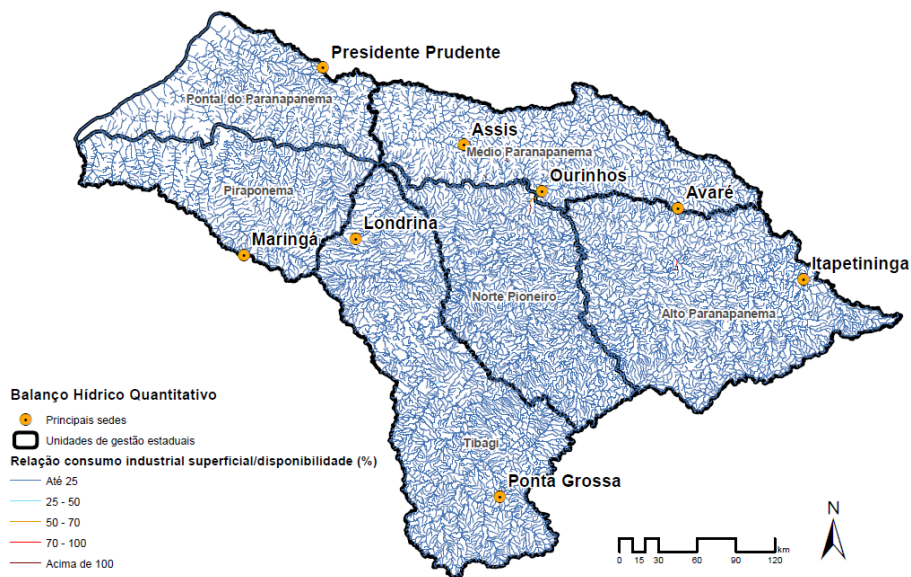 Presidente Prudente
Pontal do Paranapanema
Assis
Médio Paranapanema
Ourinhos
Avaré
Piraponema
Londrina
Maringá
Itapetininga
Norte Pioneiro
Alto Paranapanema
Tibagi
Ponta Grossa
Balanço Hídrico Quantitativo
Principais sedes
Unidades de gestão estaduais
Relação consumo industrial superficial/disponibilidade (%)
Até 25
25 - 50
50 - 70
70 - 100
Acima de 100
N
km
0 15 30 60 90 120